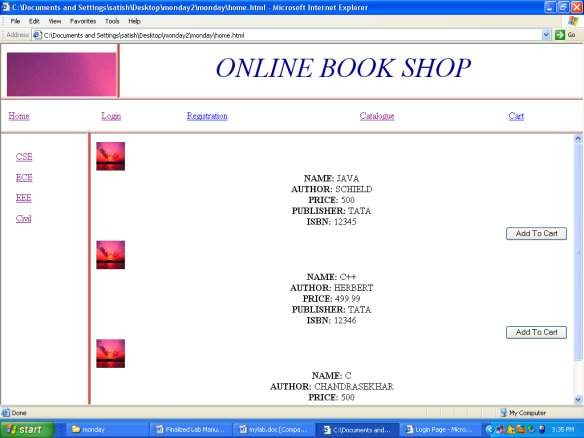 C:\Documents and Settings\satish\Desktop\monday2\monday\home.html - Microsoft Internet Explorer
File Edit View Favorites Tools Help
Address C:\Documents and Settings\satish\Desktop\monday2\monday\home.html Go
ONLINE BOOK SHOP
Home Login Registration Catalogue Cart
CSE
ECE
EEE
Civil
NAME: JAVA
AUTHOR: SCHIELD
PRICE: 500
PUBLISHER: TATA
ISBN: 12345
Add To Cart
NAME: C++
AUTHOR: HERBERT
PRICE: 499.99
PUBLISHER: TATA
ISBN: 12346
Add To Cart
NAME: C
AUTHOR: CHANDRASEKHAR
PRICE: 500
Done My Computer
start monday Finalized Lab Manu... mylab.doc [Compa... C:\Documents and... Login Page - Micros... 3:35 PM